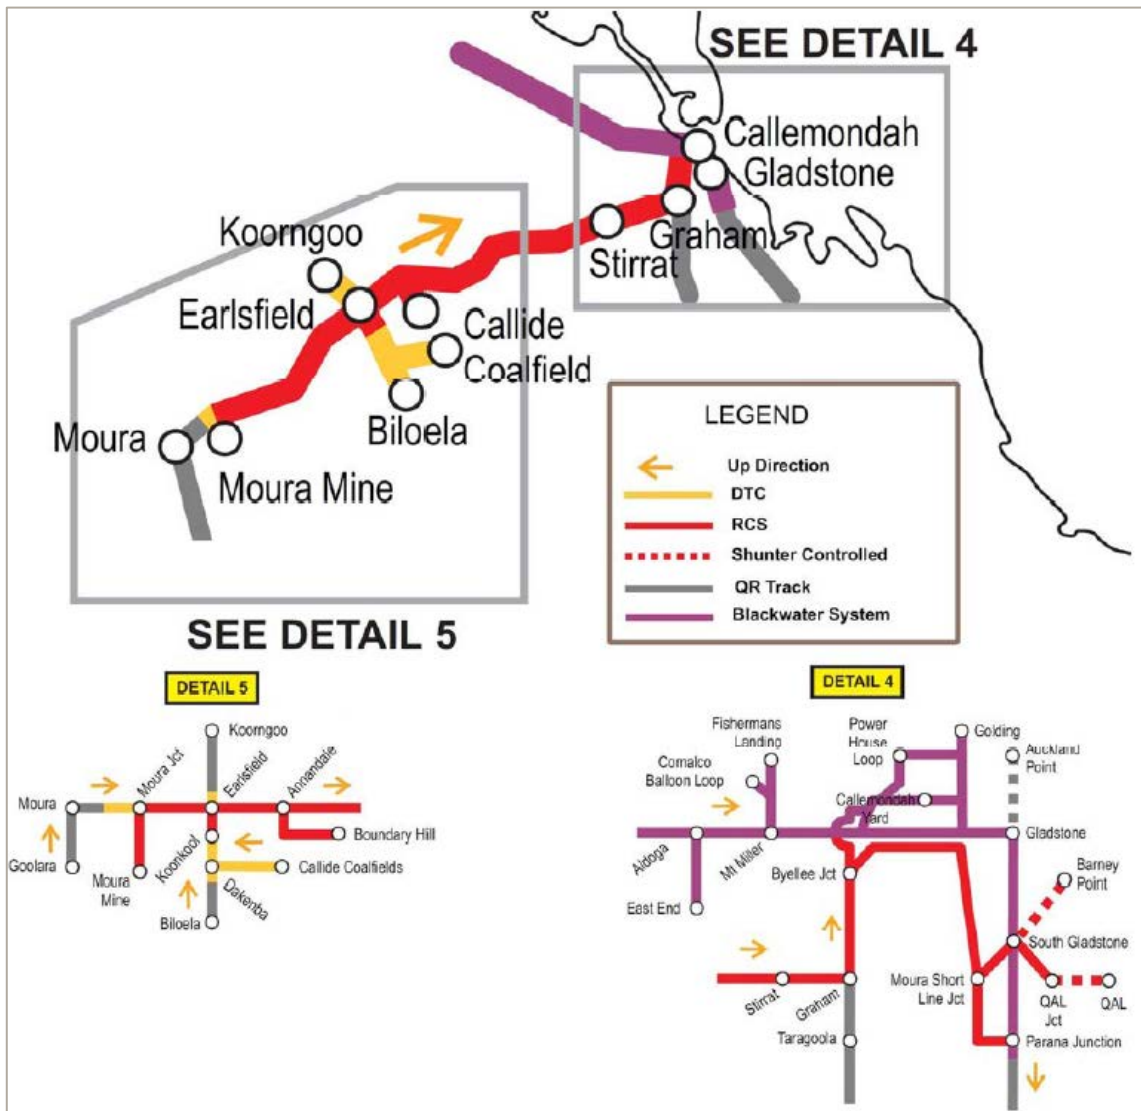 SEE DETAIL 4
Callemondah
Gladstone
Koorngoo
Graham
Stirrat
Earlsfield
Callide
Coalfield
Biloela
Moura
Moura Mine
LEGEND
Up Direction
DTC
RCS
Shunter Controlled
QR Track
Blackwater System
SEE DETAIL 5
DETAIL 5
Koorngoo
Moura Jct
Earlsfield
Annandale
Moura
Boundary Hill
Goolara
Moura
Mine
Koonkool
Callide Coalfields
Dakenba
Biloela
DETAIL 4
Fishermans
Landing
Power
House
Loop
Golding
Auckland
Point
Comalco
Balloon Loop
Callemondah
Yard
Gladstone
Aldoga
Mt Miller
Byellee Jct
Barney
Point
East End
South Gladstone
Stirrat
Graham
Moura Short
Line Jct
QAL
Jct
QAL
Taragoola
Parana Junction